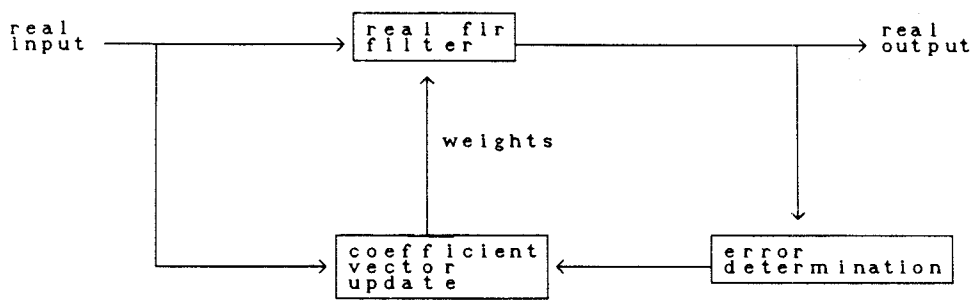 real
input
real fir
filter
real
output
weights
coefficient
vector
update
error
determination